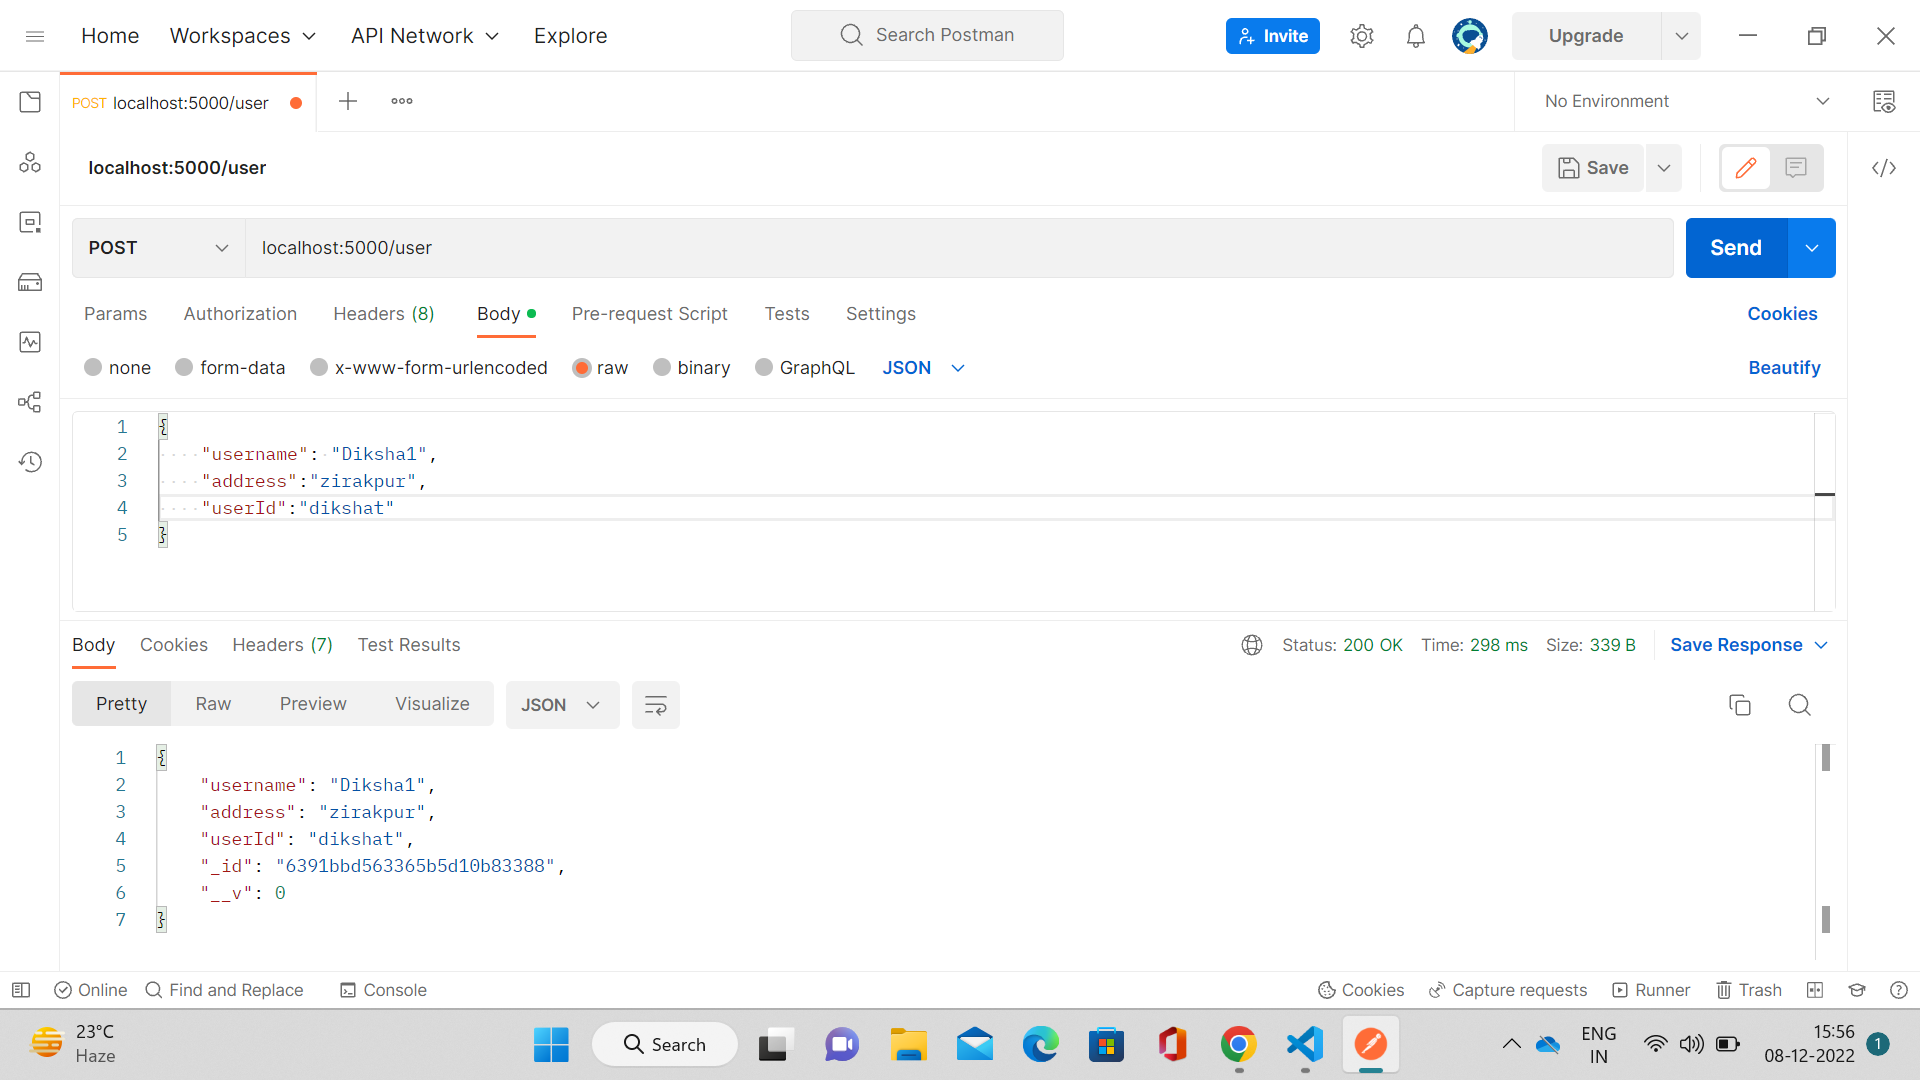 Home Workspaces API Network Explore Search Postman Invite Upgrade
POST localhost:5000/user No Environment
localhost:5000/user Save
POST localhost:5000/user Send
Params Authorization Headers (8) Body Pre-request Script Tests Settings Cookies
none form-data x-www-form-urlencoded raw binary GraphQL JSON Beautify
1 {
2 "username": "Diksha1",
3 "address":"zirakpur",
4 "userId":"dikshat"
5 }
Body Cookies Headers (7) Test Results Status: 200 OK Time: 298 ms Size: 339 B Save Response
Pretty Raw Preview Visualize JSON
1 {
2 "username": "Diksha1",
3 "address": "zirakpur",
4 "userId": "dikshat",
5 "_id": "6391bbd563365b5d10b83388",
6 "__v": 0
7 }
Online Find and Replace Console Cookies Capture requests Runner Trash
23°C
Haze
Search
ENG
IN
15:56
08-12-2022
1